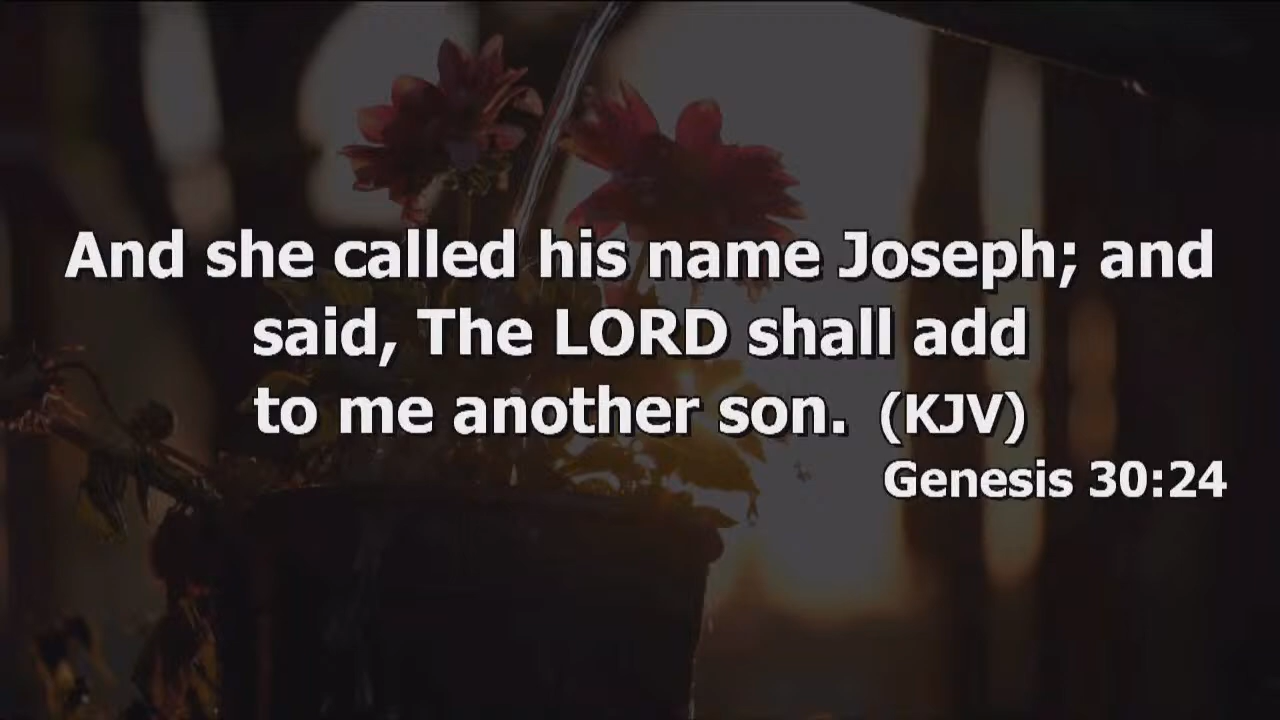 And she called his name Joseph; and
said, The LORD shall add
to me another son. (KJV)
Genesis 30:24